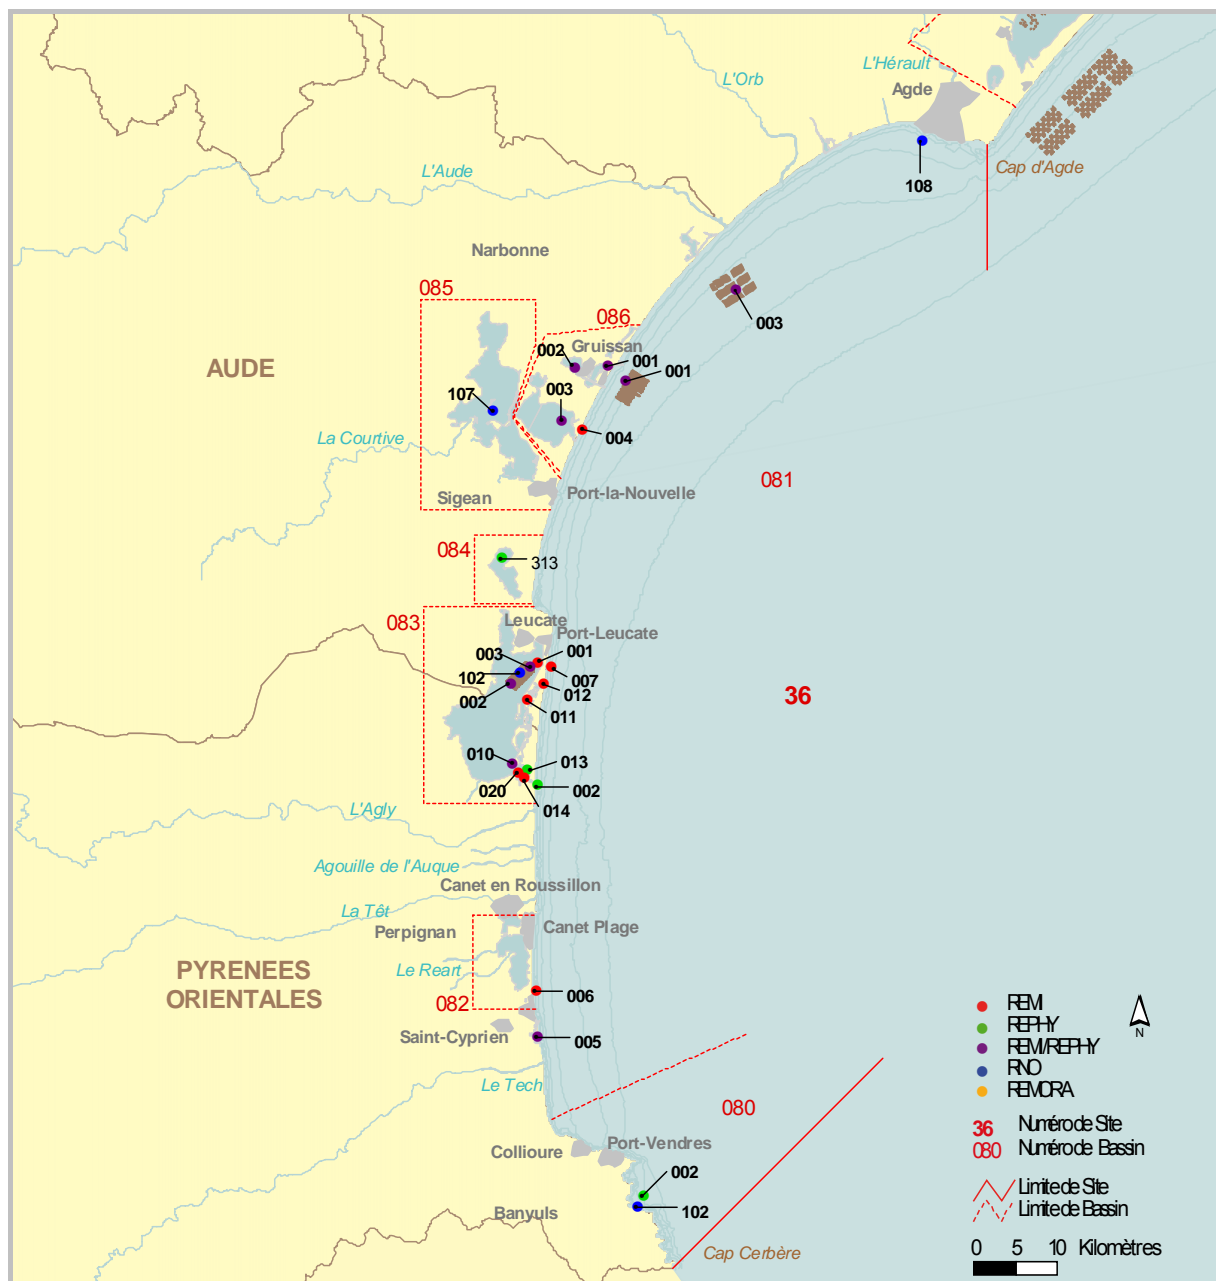 L'Hérault
L'Orb
Agde
Cap d'Agde
108
L'Aude
Narbonne
085
003
086
Gruissan
002
001
001
AUDE
107
003
004
La Courtive
081
Sigean
Port-la-Nouvelle
084
313
083
Leucate
Port-Leucate
003
001
102
007
002
012
011
36
010
013
020
002
014
L'Agly
Agouille de l'Auque
Canet en Roussillon
La Têt
Perpignan
Canet Plage
PYRENEES
ORIENTALES
Le Reart
006
082
Saint-Cyprien
005
Le Tech
080
Collioure
Port-Vendres
002
102
Banyuls
Cap Cerbère
REMI
REPHY
REMI/REPHY
RNO
REMORA
N
36 Numéro de Site
080 Numéro de Bassin
Limite de Site
Limite de Bassin
0 5 10 Kilomètres